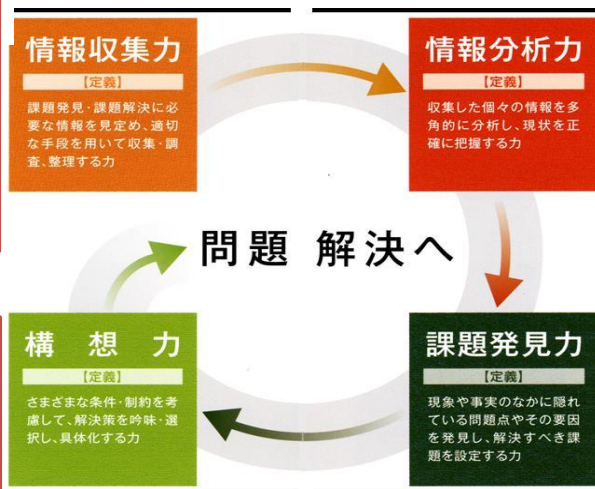 情報収集力
【定義】
課題発見・課題解決に必
要な情報を見定め、適切
な手段を用いて収集・調
査、整理する力
情報分析力
【定義】
収集した個々の情報を多
角的に分析し、現状を正
確に把握する力
問題 解決へ
構想力
【定義】
さまざまな条件・制約を考
慮して、解決策を吟味・選
択し、具体化する力
課題発見力
【定義】
現象や事実のなかに隠れ
ている問題点やその要因
を発見し、解決すべき課
題を設定する力